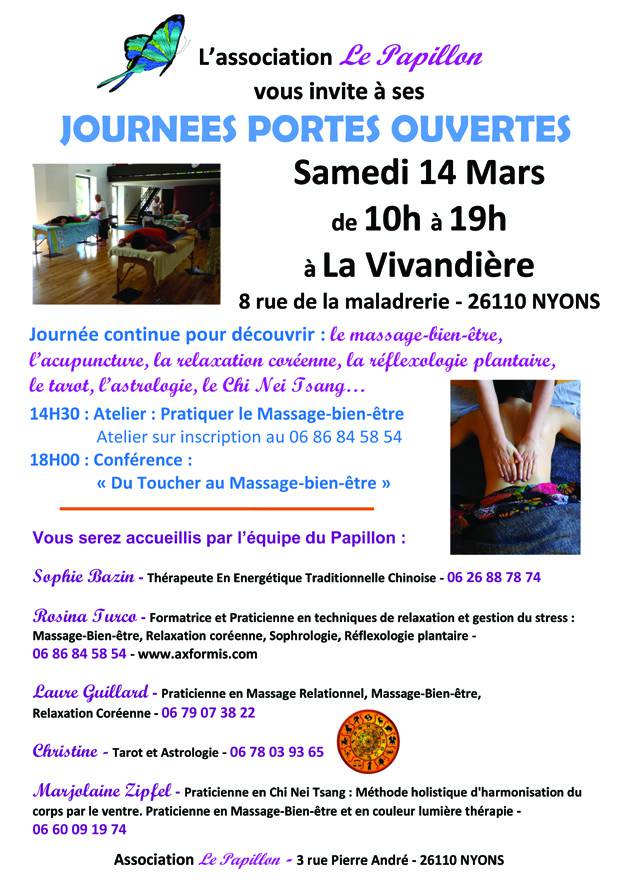 L'association Le Papillon
vous invite à ses
JOURNEES PORTES OUVERTES
Samedi 14 Mars
de 10h à 19h
à La Vivandière
8 rue de la maladrerie - 26110 NYONS
Journée continue pour découvrir : le massage-bien-être,
l'acupuncture, la relaxation coréenne, la réflexologie plantaire,
le tarot, l'astrologie, le Chi Nei Tsang...
14H30 : Atelier : Pratiquer le Massage-bien-être
Atelier sur inscription au 06 86 84 58 54
18H00 : Conférence :
« Du Toucher au Massage-bien-être »
Vous serez accueillis par l'équipe du Papillon :
Sophie Bazin - Thérapeute En Energétique Traditionnelle Chinoise - 06 26 88 78 74
Rosina Turco - Formatrice et Praticienne en techniques de relaxation et gestion du stress :
Massage-Bien-être, Relaxation coréenne, Sophrologie, Réflexologie plantaire -
06 86 84 58 54 - www.axformis.com
Laure Guillard - Praticienne en Massage Relationnel, Massage-Bien-être,
Relaxation Coréenne - 06 79 07 38 22
Christine - Tarot et Astrologie - 06 78 03 93 65
Marjolaine Zipfel - Praticienne en Chi Nei Tsang : Méthode holistique d'harmonisation du
corps par le ventre. Praticienne en Massage-Bien-être et en couleur lumière thérapie -
06 60 09 19 74
Association Le Papillon - 3 rue Pierre André - 26110 NYONS